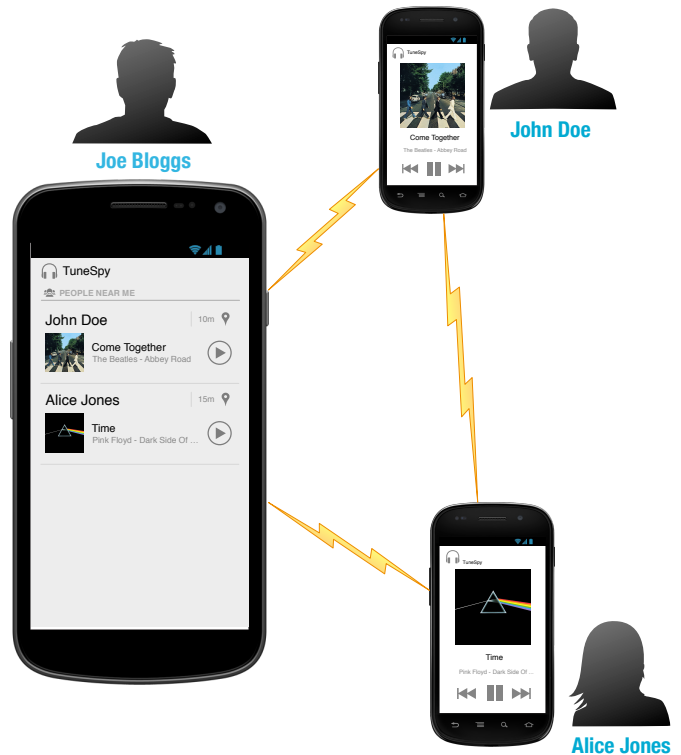 Joe Bloggs
TuneSpy
PEOPLE NEAR ME
John Doe
10m
Come Together
The Beatles - Abbey Road
Alice Jones
15m
Time
Pink Floyd - Dark Side Of ...
TuneSpy
Come Together
The Beatles - Abbey Road
John Doe
TuneSpy
Time
Pink Floyd - Dark Side Of ...
Alice Jones